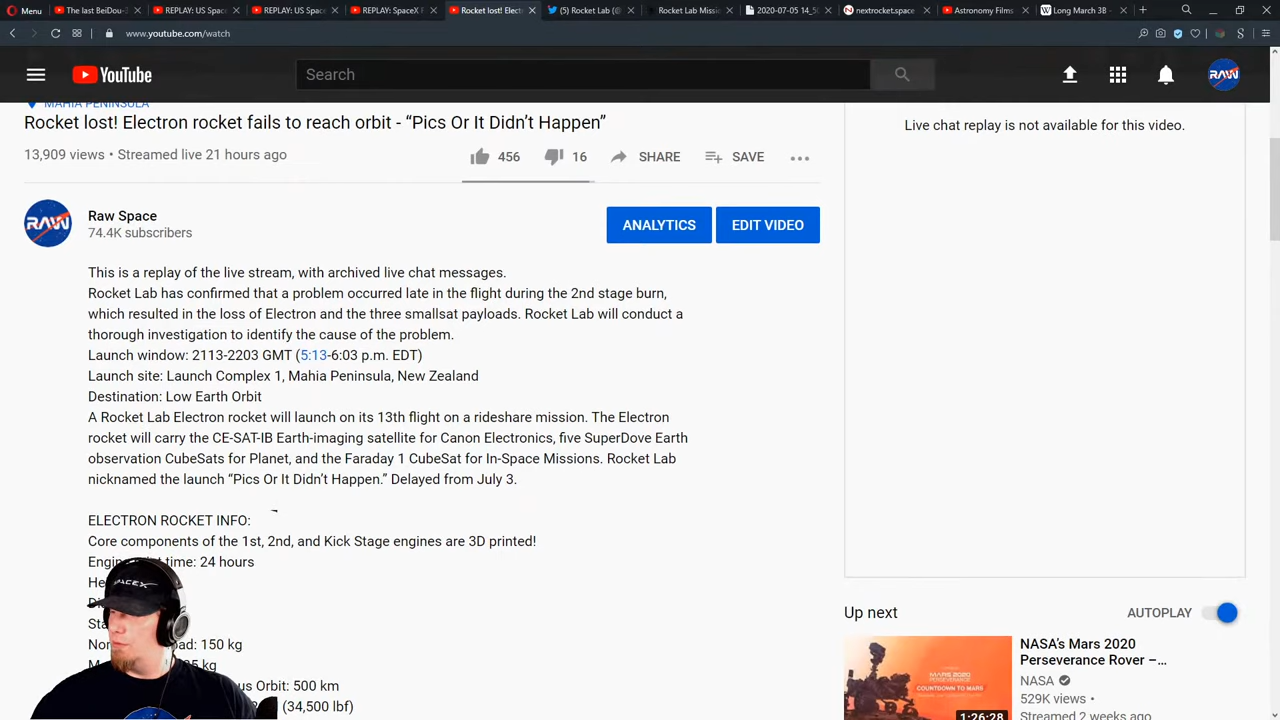 Menu
The last BeiDou-
REPLAY: US Spac
REPLAY: US Spac
REPLAY: SpaceX
Rocket lost! Electr
(5) Rocket Lab (@
Rocket Lab Missio
2020-07-05 14_5
nextrocket.space
Astronomy Films
Long March 3B -
www.youtube.com/watch
YouTube
Search
RAW
MAHIA PENINSULA
Rocket lost! Electron rocket fails to reach orbit - “Pics Or It Didn’t Happen”
13,909 views • Streamed live 21 hours ago
456
16
SHARE
SAVE
RAW
Raw Space
74.4K subscribers
ANALYTICS
EDIT VIDEO
This is a replay of the live stream, with archived live chat messages.
Rocket Lab has confirmed that a problem occurred late in the flight during the 2nd stage burn,
which resulted in the loss of Electron and the three smallsat payloads. Rocket Lab will conduct a
thorough investigation to identify the cause of the problem.
Launch window: 2113-2203 GMT (5:13-6:03 p.m. EDT)
Launch site: Launch Complex 1, Mahia Peninsula, New Zealand
Destination: Low Earth Orbit
A Rocket Lab Electron rocket will launch on its 13th flight on a rideshare mission. The Electron
rocket will carry the CE-SAT-IB Earth-imaging satellite for Canon Electronics, five SuperDove Earth
observation CubeSats for Planet, and the Faraday 1 CubeSat for In-Space Missions. Rocket Lab
nicknamed the launch “Pics Or It Didn’t Happen.” Delayed from July 3.
ELECTRON ROCKET INFO:
Core components of the 1st, 2nd, and Kick Stage engines are 3D printed!
Engine time: 24 hours
150 kg
kg
Orbit: 500 km
(34,500 lbf)
Live chat replay is not available for this video.
Up next
AUTOPLAY
MARS 2020
PERSEVERANCE
COUNTDOWN TO MARS
1:26:28
NASA’s Mars 2020
Perseverance Rover –...
NASA
529K views •
Streamed 2 weeks ago